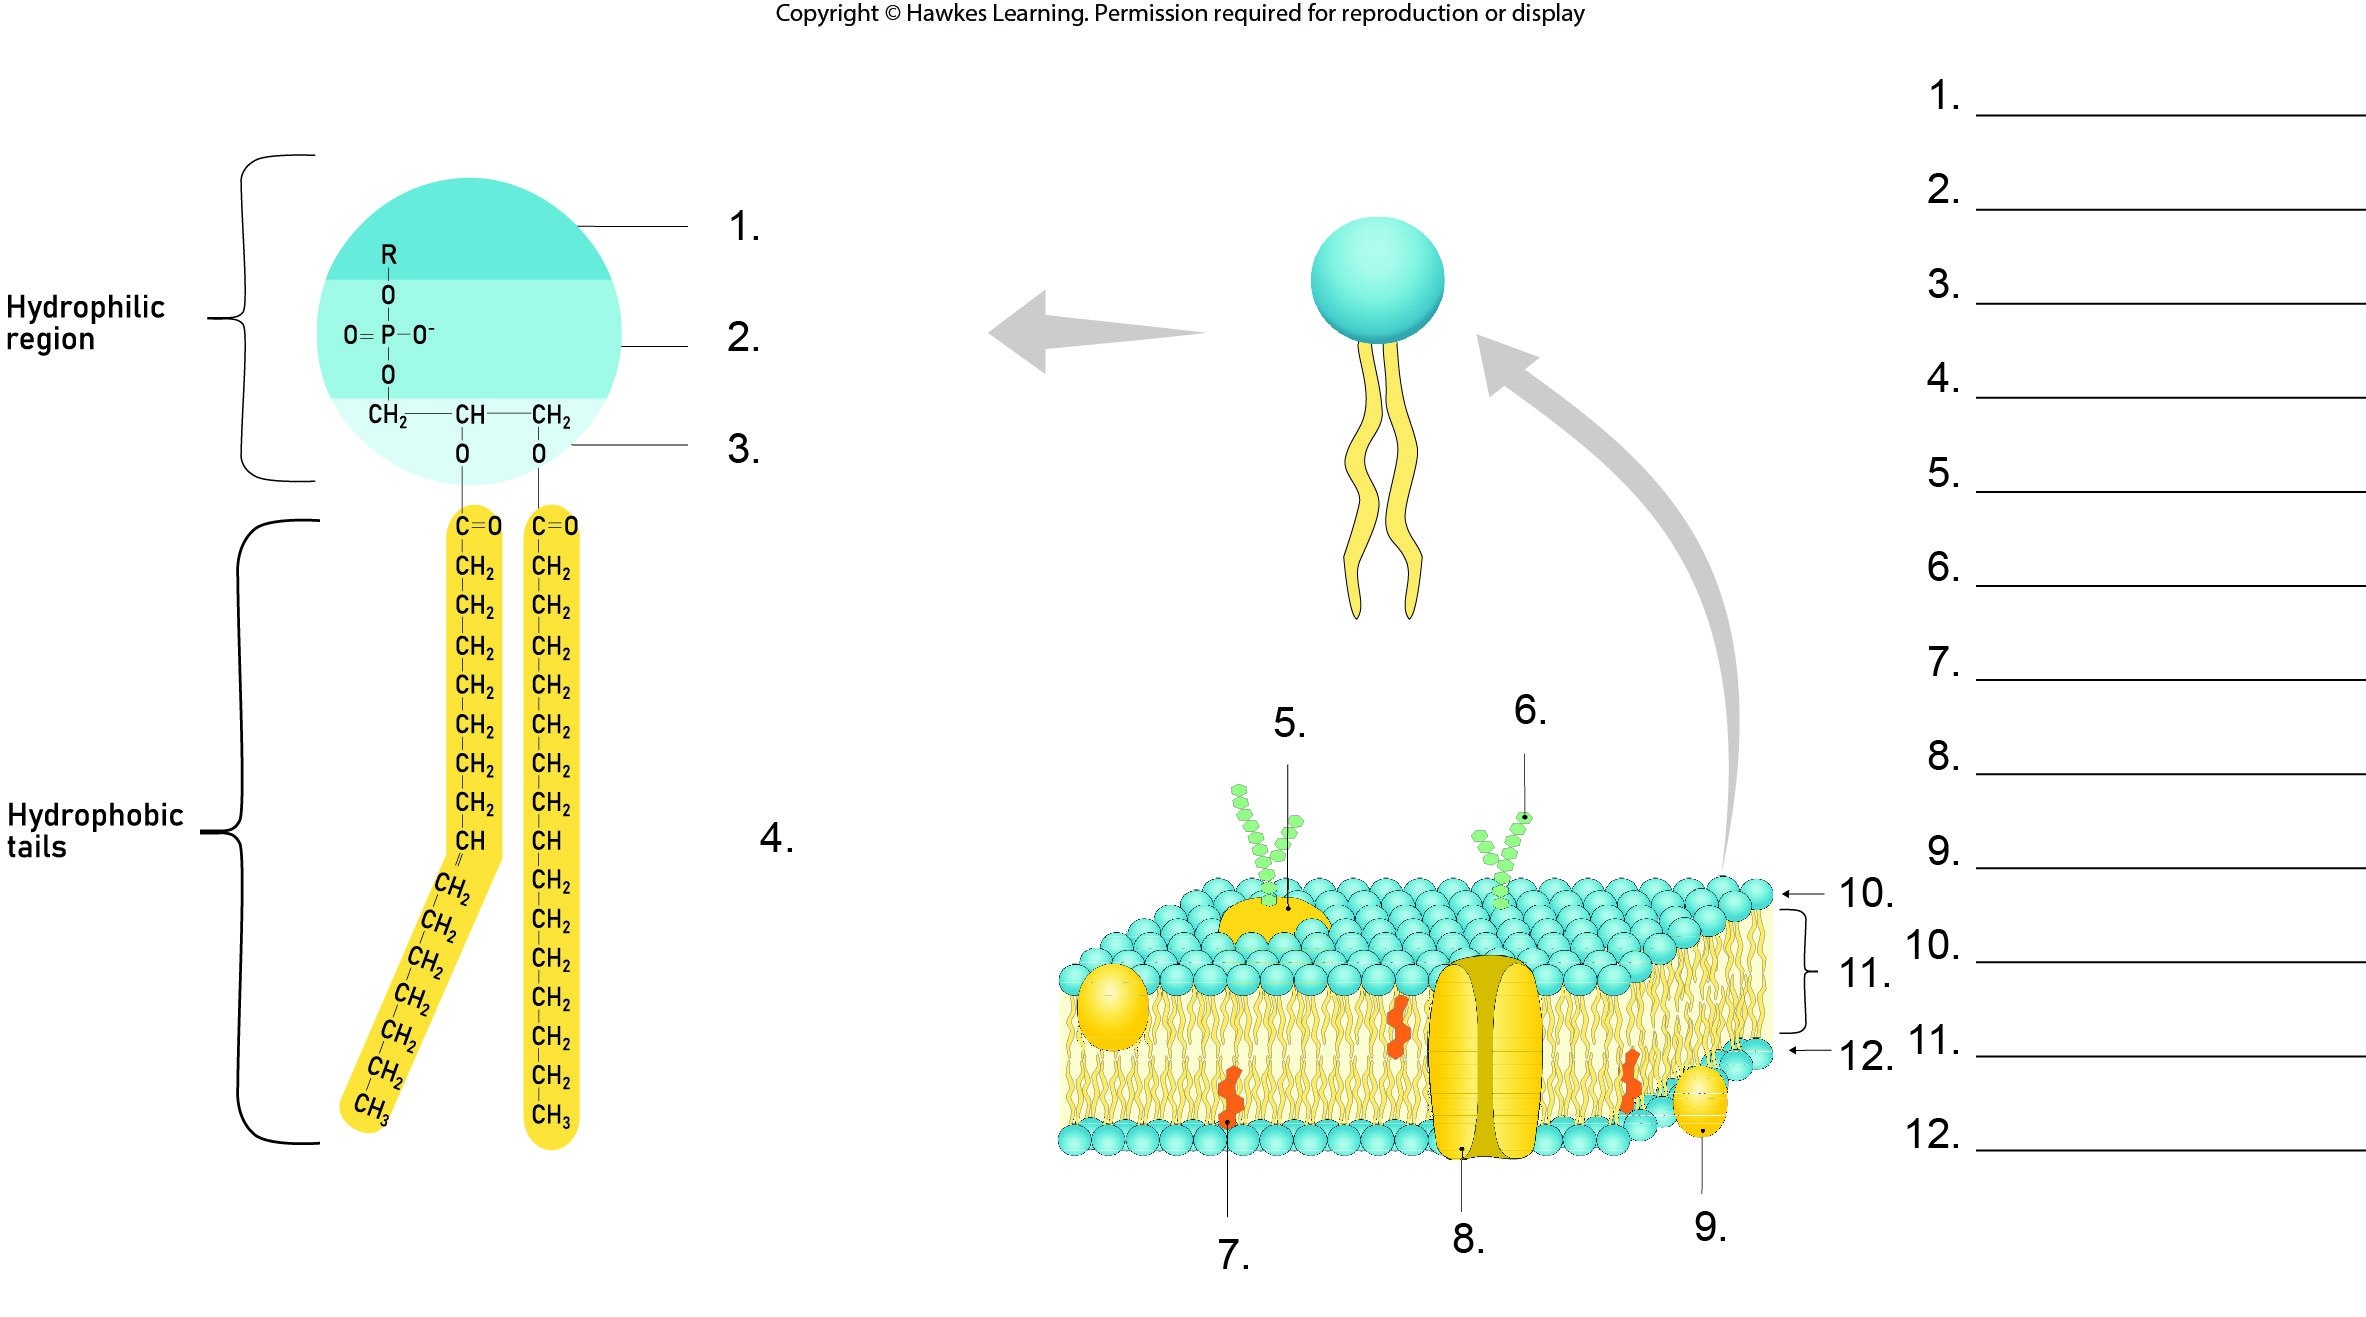 Copyright © Hawkes Learning. Permission required for reproduction or display
Hydrophilic
region
R
O
O=P–O⁻
O
CH₂—CH—CH₂
O O
1.
2.
3.
Hydrophobic
tails
C=O C=O
CH₂ CH₂
CH₂ CH₂
CH₂ CH₂
CH₂ CH₂
CH₂ CH₂
CH₂ CH₂
CH₂ CH₂
CH CH
CH₂ CH₂
CH₂ CH₂
CH₂ CH₂
CH₂ CH₂
CH₂ CH₂
CH₂ CH₂
CH₃ CH₃
4.
5.
6.
7.
8.
9.
10.
11.
12.
1.
2.
3.
4.
5.
6.
7.
8.
9.
10.
11.
12.